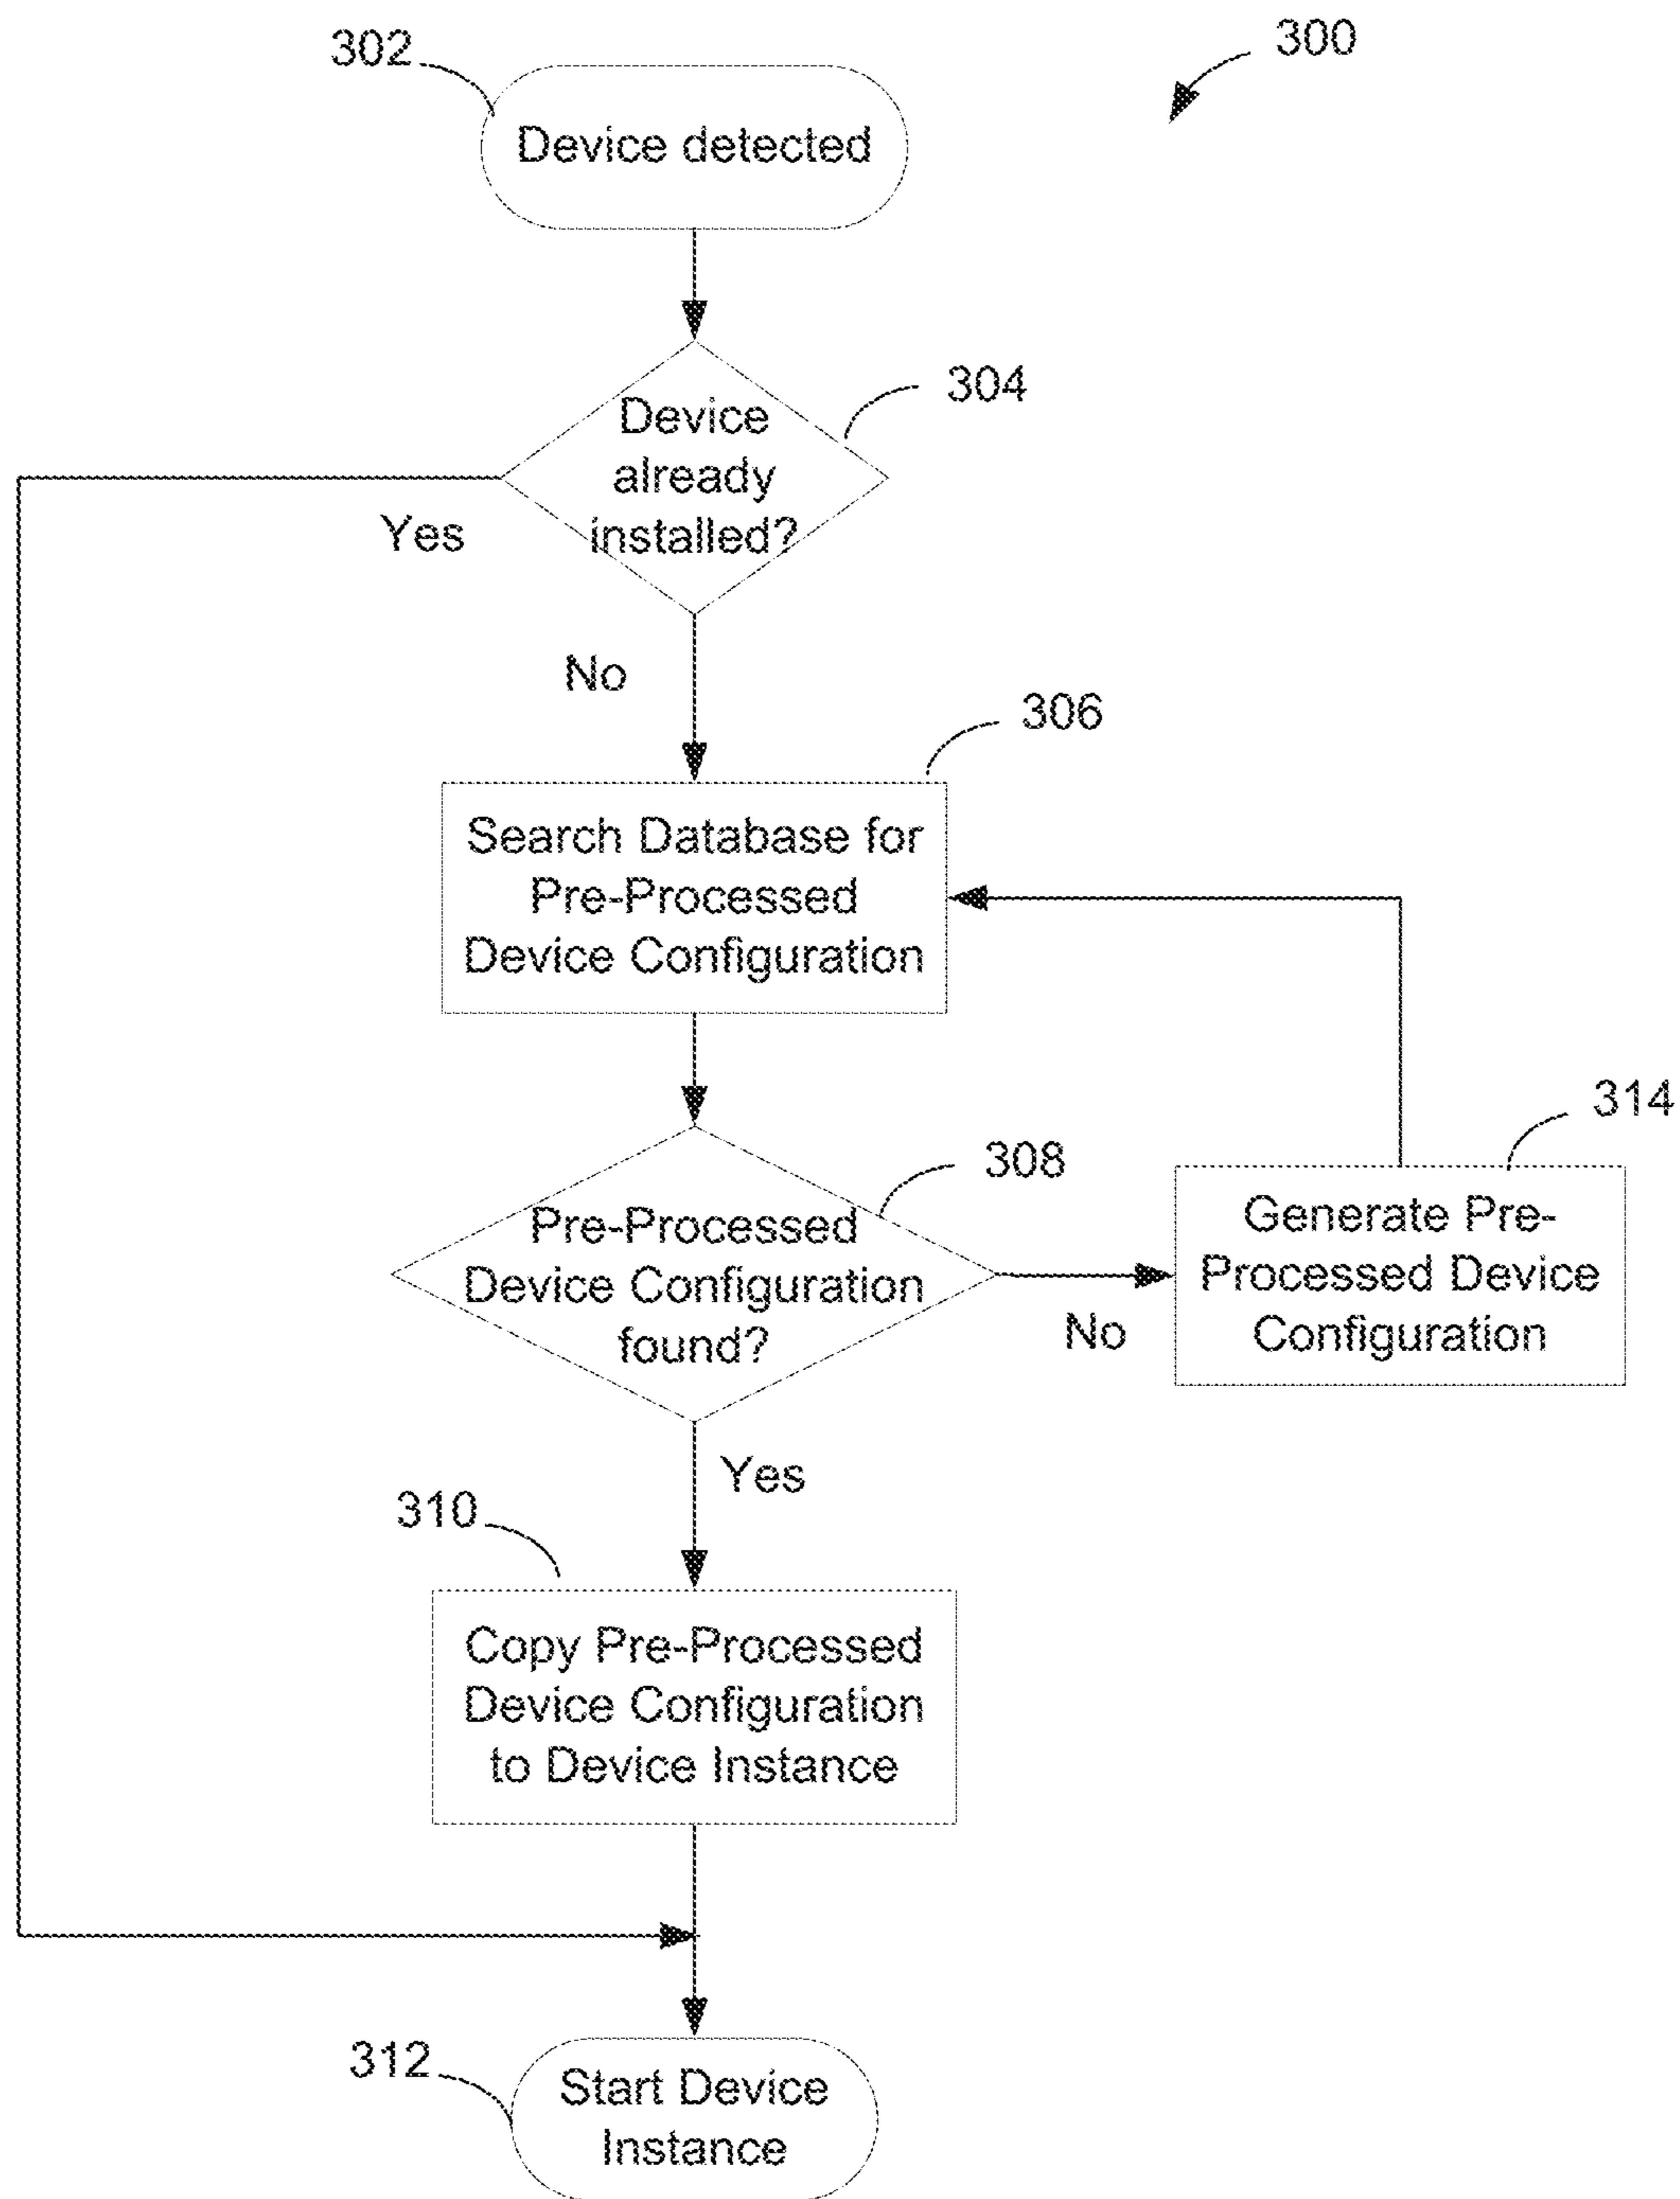 300
302
Device detected
304
Device
already
installed?
Yes
No
306
Search Database for
Pre-Processed
Device Configuration
308
Pre-Processed
Device Configuration
found?
No
314
Generate Pre-
Processed Device
Configuration
Yes
310
Copy Pre-Processed
Device Configuration
to Device Instance
312
Start Device
Instance